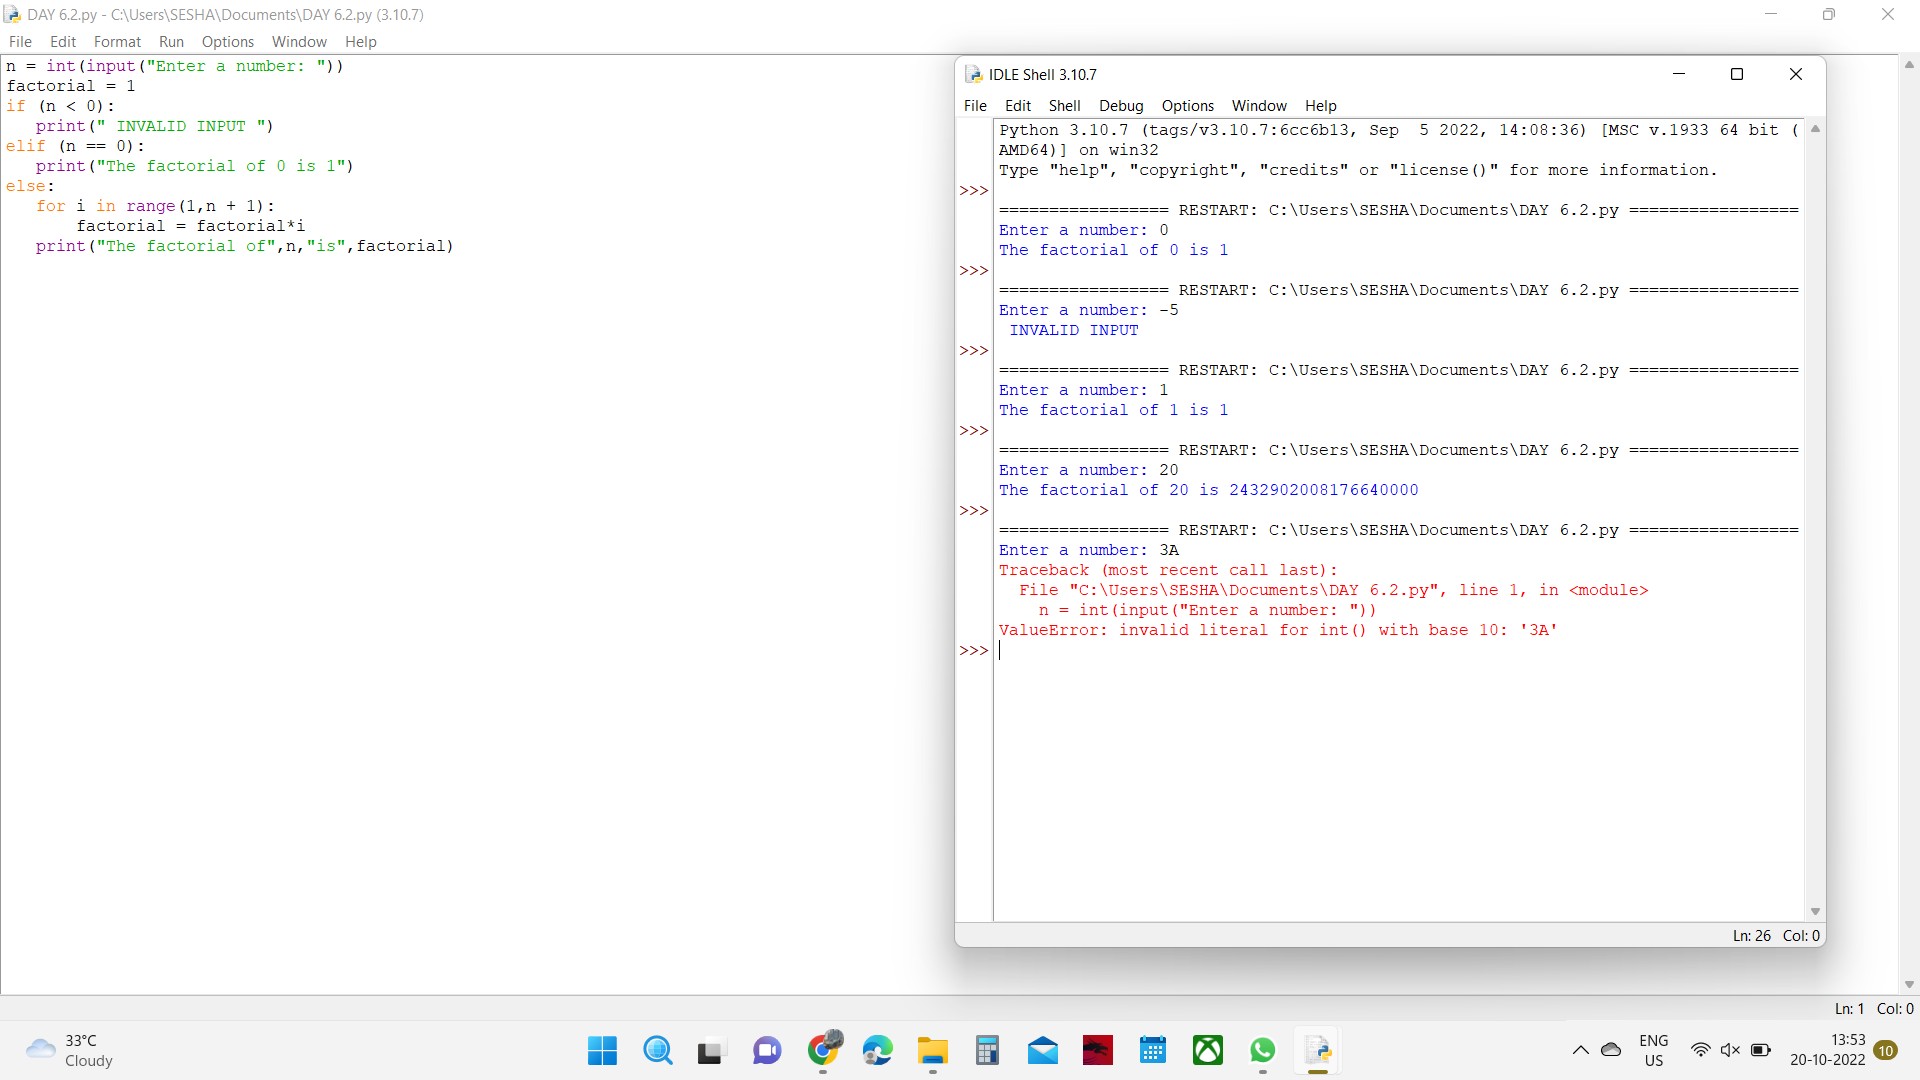 DAY 6.2.py - C:\Users\SESHA\Documents\DAY 6.2.py (3.10.7)
File Edit Format Run Options Window Help
n = int(input("Enter a number: "))
factorial = 1
if (n < 0):
   print(" INVALID INPUT ")
elif (n == 0):
   print("The factorial of 0 is 1")
else:
   for i in range(1,n + 1):
       factorial = factorial*i
   print("The factorial of",n,"is",factorial)
IDLE Shell 3.10.7
File Edit Shell Debug Options Window Help
Python 3.10.7 (tags/v3.10.7:6cc6b13, Sep  5 2022, 14:08:36) [MSC v.1933 64 bit (
AMD64)] on win32
Type "help", "copyright", "credits" or "license()" for more information.
>>>
================= RESTART: C:\Users\SESHA\Documents\DAY 6.2.py =================
Enter a number: 0
The factorial of 0 is 1
>>>
================= RESTART: C:\Users\SESHA\Documents\DAY 6.2.py =================
Enter a number: -5
 INVALID INPUT
>>>
================= RESTART: C:\Users\SESHA\Documents\DAY 6.2.py =================
Enter a number: 1
The factorial of 1 is 1
>>>
================= RESTART: C:\Users\SESHA\Documents\DAY 6.2.py =================
Enter a number: 20
The factorial of 20 is 2432902008176640000
>>>
================= RESTART: C:\Users\SESHA\Documents\DAY 6.2.py =================
Enter a number: 3A
Traceback (most recent call last):
  File "C:\Users\SESHA\Documents\DAY 6.2.py", line 1, in <module>
    n = int(input("Enter a number: "))
ValueError: invalid literal for int() with base 10: '3A'
>>>
Ln: 26 Col: 0
Ln: 1 Col: 0
33°C
Cloudy
ENG
US
13:53
20-10-2022
10